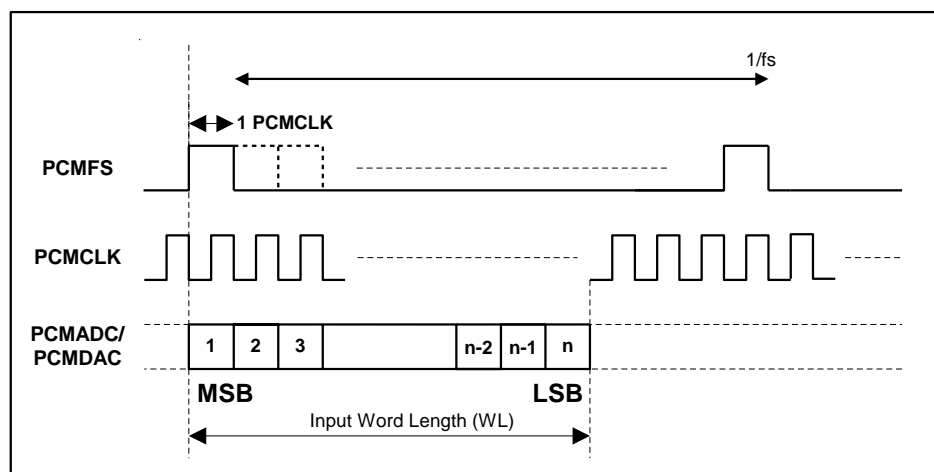 1/fs
1 PCMCLK
PCMFS
PCMCLK
PCMADC/
PCMDAC
1 2 3 n-2 n-1 n
MSB LSB
Input Word Length (WL)